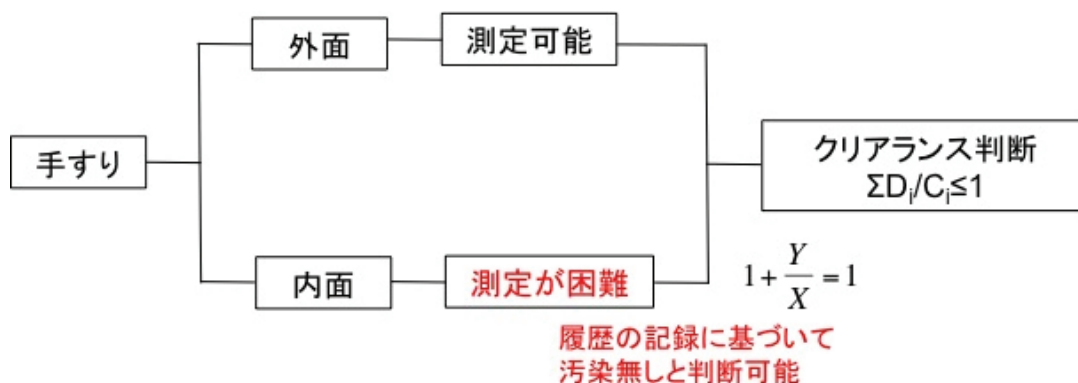 外面
測定可能
手すり
クリアランス判断
ΣDᵢ/Cᵢ≤1
内面
測定が困難
1+Y/X=1
履歴の記録に基づいて
汚染無しと判断可能